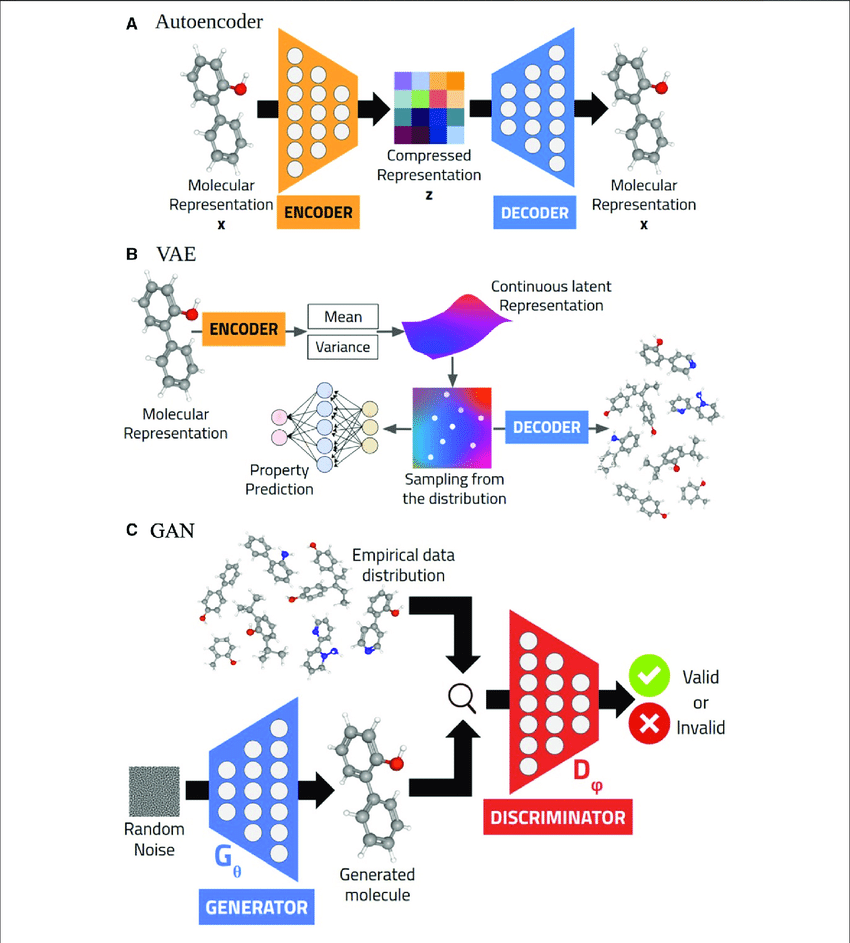 A Autoencoder
Molecular
Representation
x
ENCODER
Compressed
Representation
z
DECODER
Molecular
Representation
x
B VAE
Molecular
Representation
ENCODER
Mean
Variance
Continuous latent
Representation
Property
Prediction
Sampling from
the distribution
DECODER
C GAN
Empirical data
distribution
Random
Noise
Gθ
GENERATOR
Generated
molecule
Dφ
DISCRIMINATOR
Valid
or
Invalid